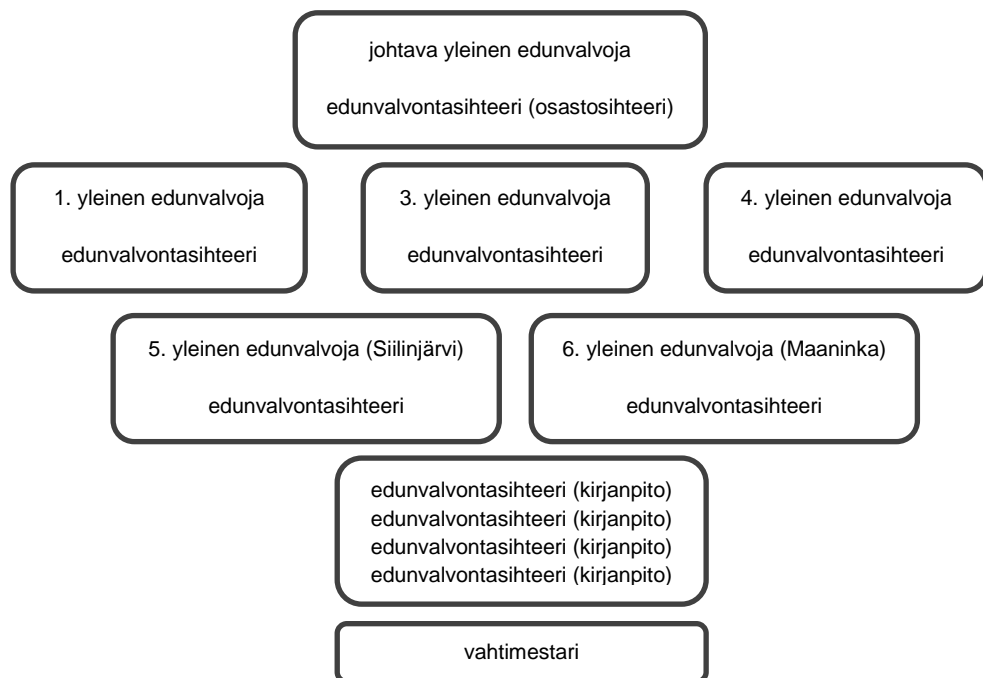 johtava yleinen edunvalvoja
edunvalvontasihteeri (osastosihteeri)
1. yleinen edunvalvoja
edunvalvontasihteeri
3. yleinen edunvalvoja
edunvalvontasihteeri
4. yleinen edunvalvoja
edunvalvontasihteeri
5. yleinen edunvalvoja (Siilinjärvi)
edunvalvontasihteeri
6. yleinen edunvalvoja (Maaninka)
edunvalvontasihteeri
edunvalvontasihteeri (kirjanpito)
edunvalvontasihteeri (kirjanpito)
edunvalvontasihteeri (kirjanpito)
edunvalvontasihteeri (kirjanpito)
vahtimestari